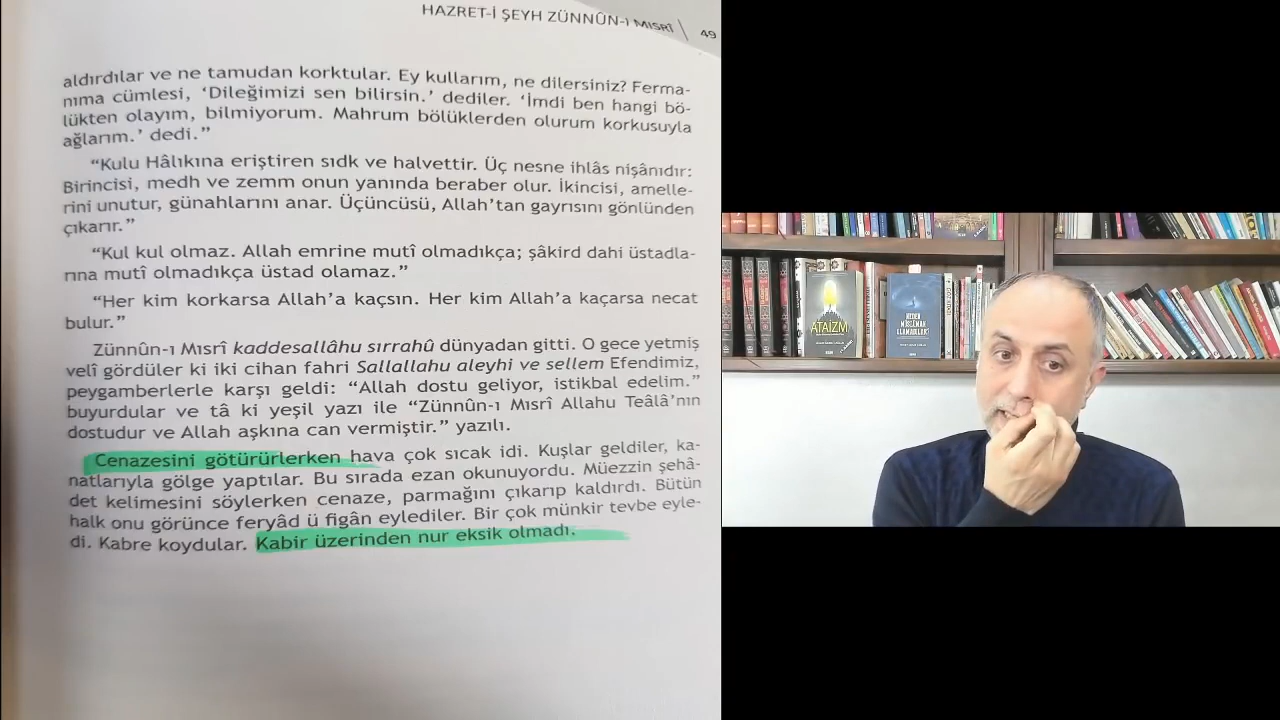 HAZRET-İ ŞEYH ZÜNNÛN-I MISRÎ | 49
aldırdılar ve ne tamudan korktular. Ey kullarım, ne dilersiniz? Ferma-
nıma cümlesi, ‘Dileğimizi sen bilirsin.’ dediler. ‘İmdi ben hangi bö-
lükten olayım, bilmiyorum. Mahrum bölüklerden olurum korkusuyla
ağlarım.’ dedi.”
“Kulu Hâlıkına eriştiren sıdk ve halvettir. Üç nesne ihlâs nişânıdır:
Birincisi, medh ve zemm onun yanında beraber olur. İkincisi, amelle-
rini unutur, günahlarını anar. Üçüncüsü, Allah’tan gayrısını gönlünden
çıkarır.”
“Kul kul olmaz. Allah emrine mutî olmadıkça; şâkird dahi üstadla-
rına mutî olmadıkça üstad olamaz.”
“Her kim korkarsa Allah’a kaçsın. Her kim Allah’a kaçarsa necat
bulur.”
Zünnûn-ı Mısrî kaddesallâhu sırrahû dünyadan gitti. O gece yetmiş
velî gördüler ki iki cihan fahri Sallallahu aleyhi ve sellem Efendimiz,
peygamberlerle karşı geldi: “Allah dostu geliyor, istikbal edelim.”
buyurdular ve tâ ki yeşil yazı ile “Zünnûn-ı Mısrî Allahu Teâlâ’nın
dostudur ve Allah aşkına can vermiştir.” yazılı.
Cenazesini götürürlerken hava çok sıcak idi. Kuşlar geldiler, ka-
natlarıyla gölge yaptılar. Bu sırada ezan okunuyordu. Müezzin şehâ-
det kelimesini söylerken cenaze, parmağını çıkarıp kaldırdı. Bütün
halk onu görünce feryâd ü figân eylediler. Bir çok münkir tevbe eyle-
di. Kabre koydular. Kabir üzerinden nur eksik olmadı.
ATAİZM
NEDEN
MÜSLÜMAN
OLAMADILAR?